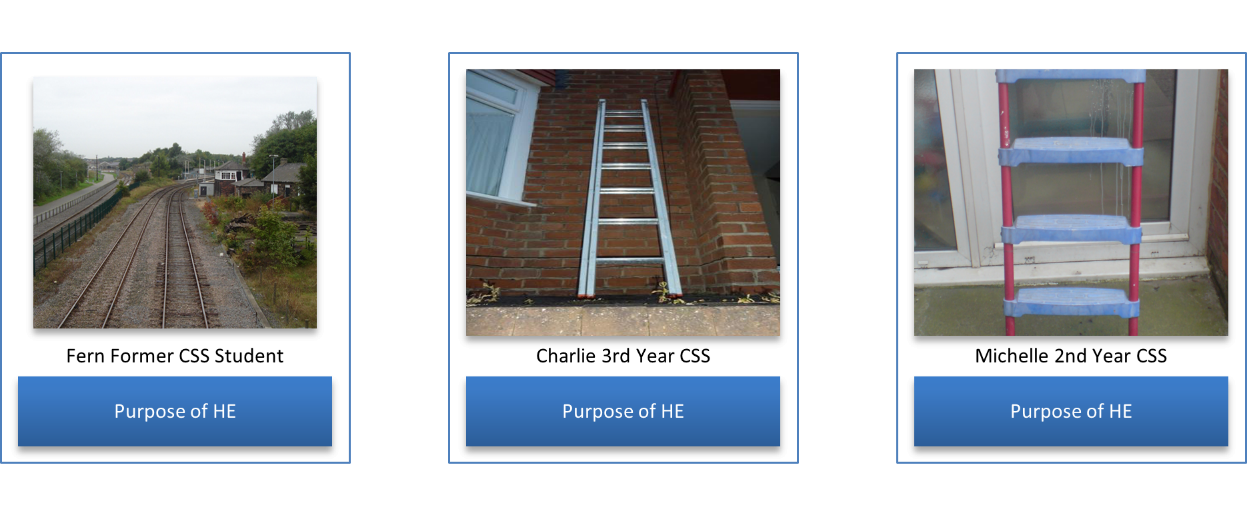 Fern Former CSS Student
Purpose of HE
Charlie 3rd Year CSS
Purpose of HE
Michelle 2nd Year CSS
Purpose of HE